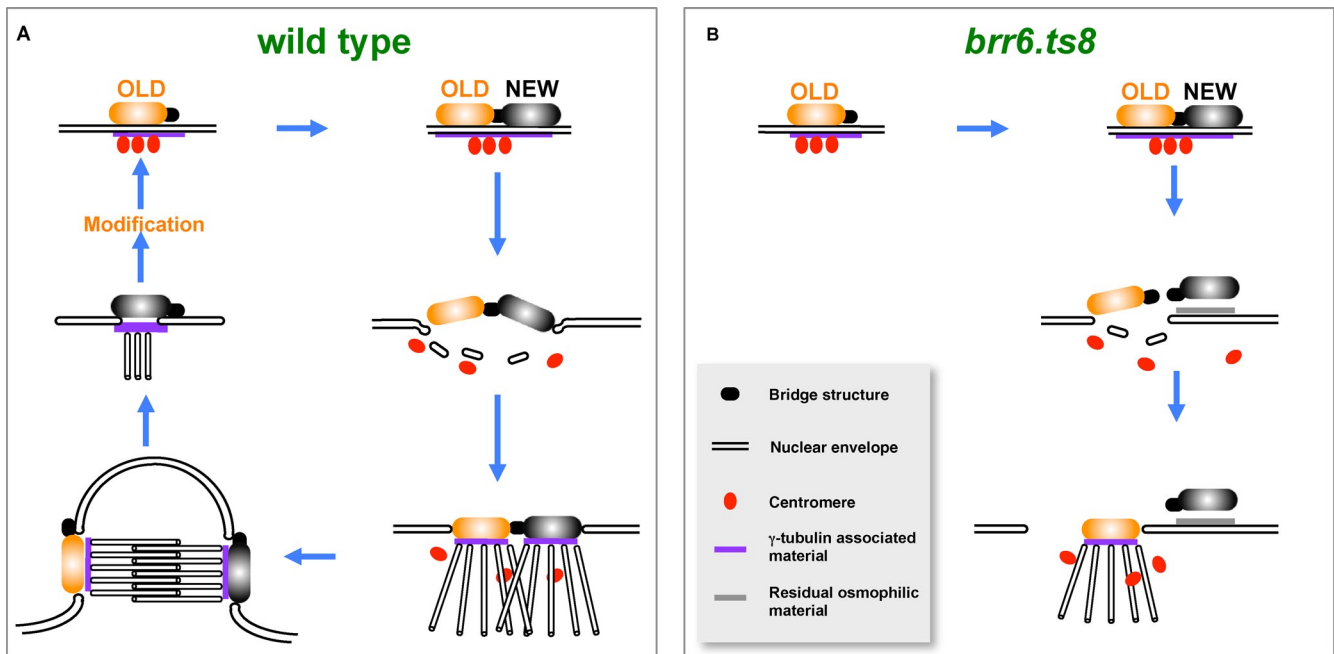 A
wild type
OLD
OLD NEW
Modification
B
brr6.ts8
OLD
OLD NEW
Bridge structure
Nuclear envelope
Centromere
γ-tubulin associated
material
Residual osmophilic
material